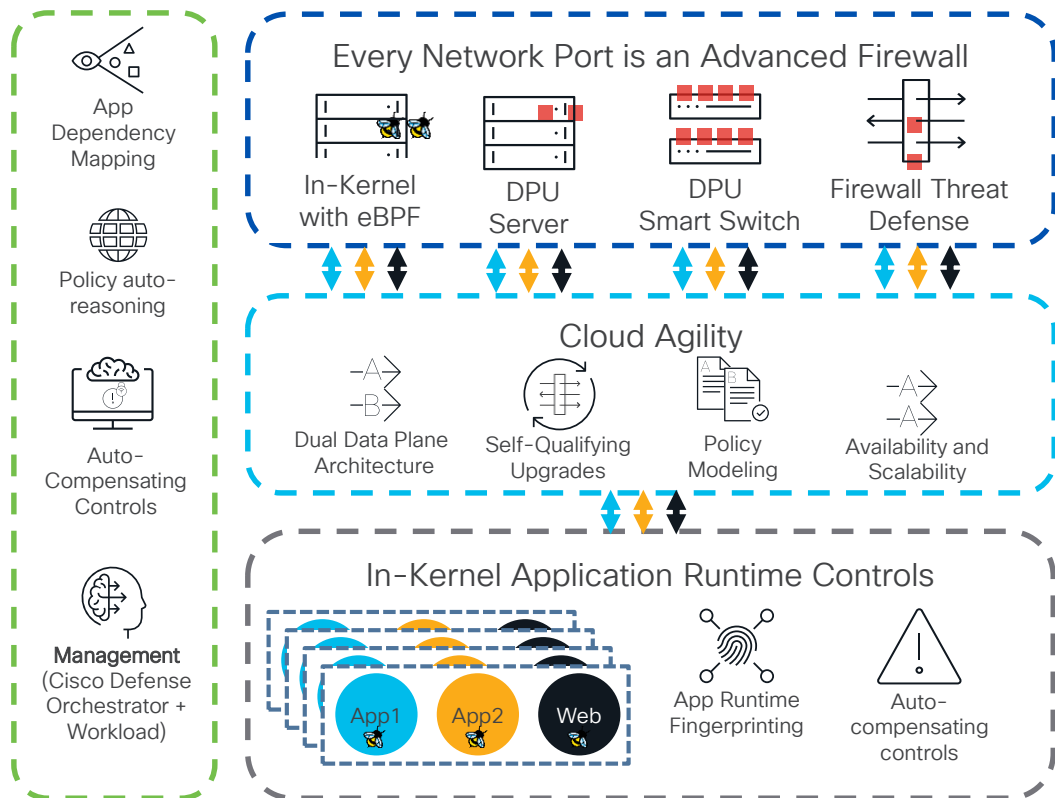 App
Dependency
Mapping
Policy auto-
reasoning
Auto-
Compensating
Controls
Management
(Cisco Defense
Orchestrator +
Workload)
Every Network Port is an Advanced Firewall
In-Kernel
with eBPF
DPU
Server
DPU
Smart Switch
Firewall Threat
Defense
Cloud Agility
A
B
Dual Data Plane
Architecture
Self-Qualifying
Upgrades
A
B
Policy
Modeling
A
A
Availability and
Scalability
In-Kernel Application Runtime Controls
App1
App2
Web
App Runtime
Fingerprinting
Auto-
compensating
controls